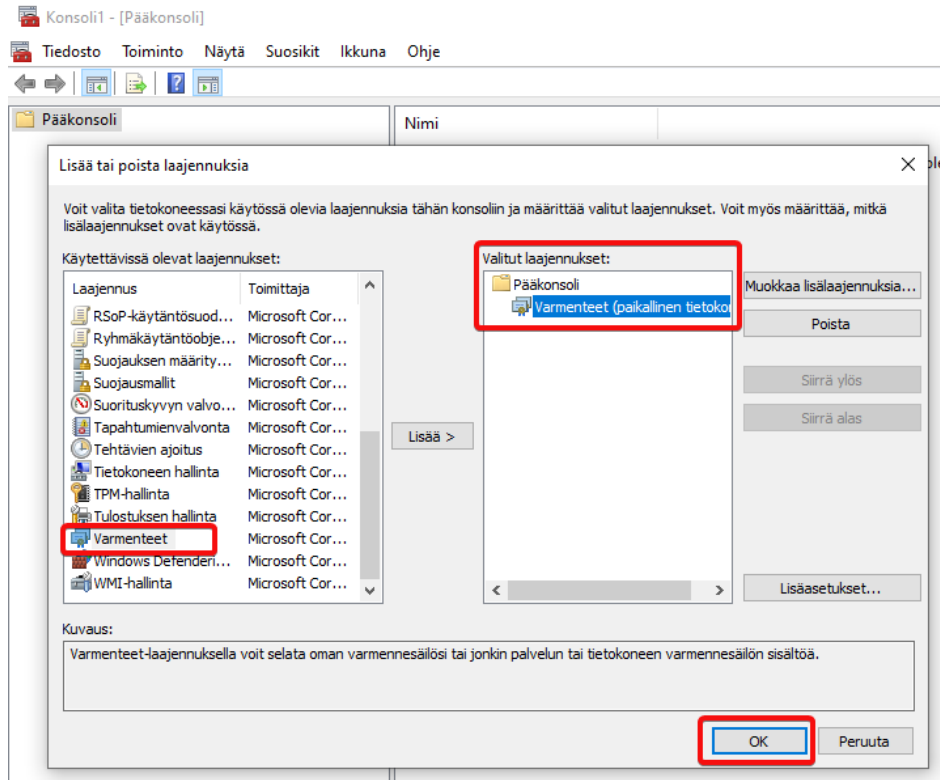 Konsoli1 - [Pääkonsoli]
Tiedosto Toiminto Näytä Suosikit Ikkuna Ohje
Pääkonsoli
Nimi
Lisää tai poista laajennuksia
Voit valita tietokoneessasi käytössä olevia laajennuksia tähän konsoliin ja määrittää valitut laajennukset. Voit myös määrittää, mitkä
lisälaajennukset ovat käytössä.
Käytettävissä olevat laajennukset:
Laajennus Toimittaja
RSoP-käytäntösuod... Microsoft Cor...
Ryhmäkäytäntöobje... Microsoft Cor...
Suojauksen määrity... Microsoft Cor...
Suojausmallit Microsoft Cor...
Suorituskyvyn valvo... Microsoft Cor...
Tapahtumienvalvonta Microsoft Cor...
Tehtävien ajoitus Microsoft Cor...
Tietokoneen hallinta Microsoft Cor...
TPM-hallinta Microsoft Cor...
Tulostuksen hallinta Microsoft Cor...
Varmenteet Microsoft Cor...
Windows Defenderi... Microsoft Cor...
WMI-hallinta Microsoft Cor...
Lisää >
Valitut laajennukset:
Pääkonsoli
Varmenteet (paikallinen tietoko
Muokkaa lisälaajennuksia...
Poista
Siirrä ylös
Siirrä alas
Lisäasetukset...
Kuvaus:
Varmenteet-laajennuksella voit selata oman varmennesäilösi tai jonkin palvelun tai tietokoneen varmennesäilön sisältöä.
OK Peruuta